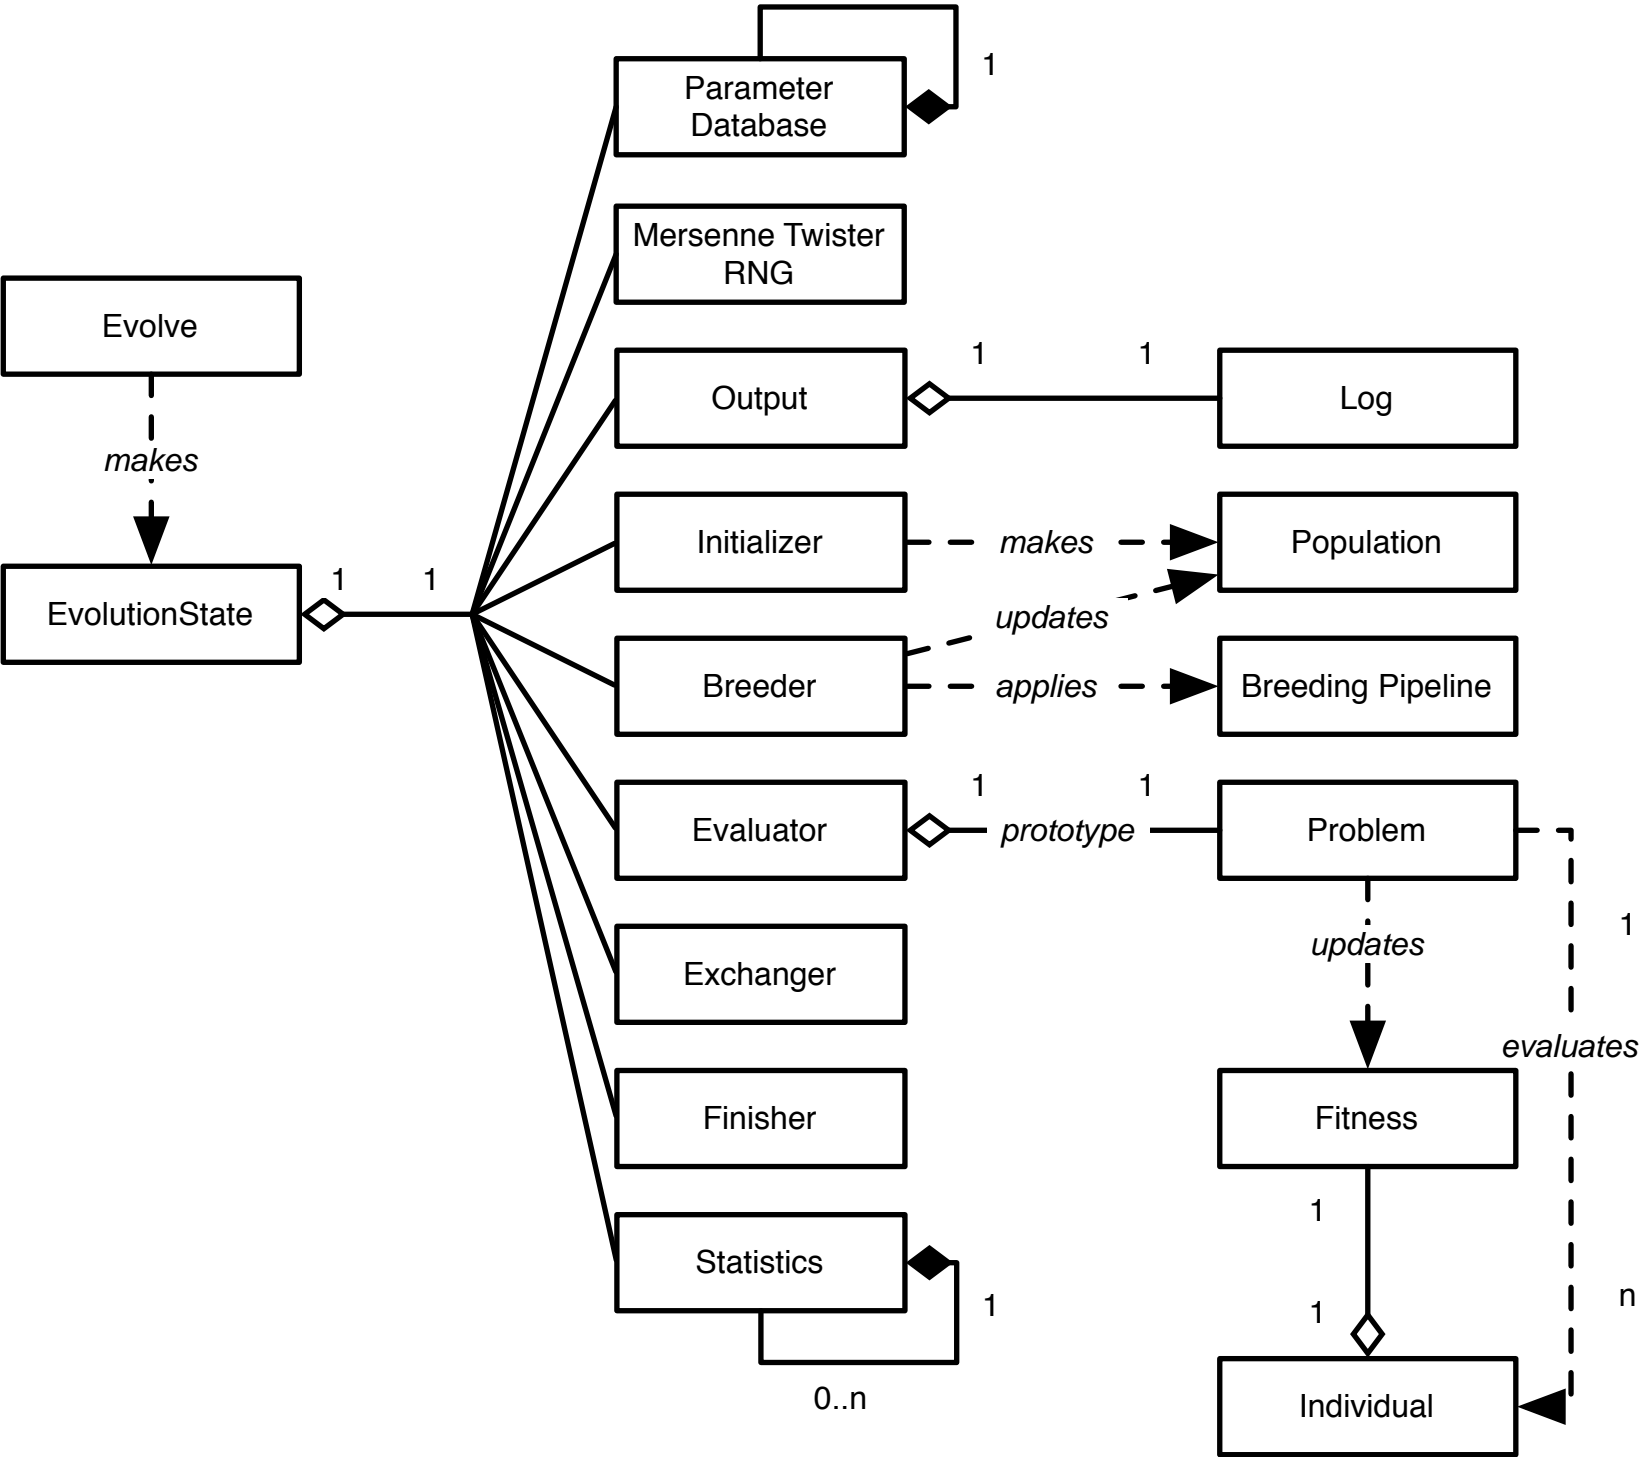 1
Parameter
Database
Mersenne Twister
RNG
Evolve
1 1
Output
Log
makes
Initializer
makes
Population
1 1
EvolutionState
updates
Breeder
applies
Breeding Pipeline
1 1
Evaluator
prototype
Problem
1
updates
Exchanger
evaluates
Finisher
Fitness
1
Statistics
1
1
n
0..n
Individual